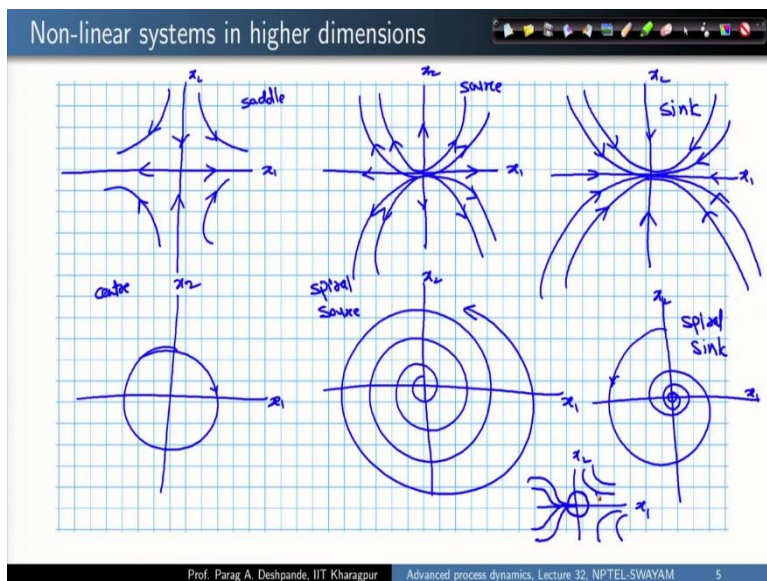 Non-linear systems in higher dimensions
x₂
saddle
x₁
x₂
source
x₁
x₂
sink
x₁
centre
x₂
x₁
spiral
source
x₂
x₁
x₂
spiral
sink
x₁
x₂
x₁
Prof. Parag A. Deshpande, IIT Kharagpur
Advanced process dynamics, Lecture 32, NPTEL-SWAYAM
5